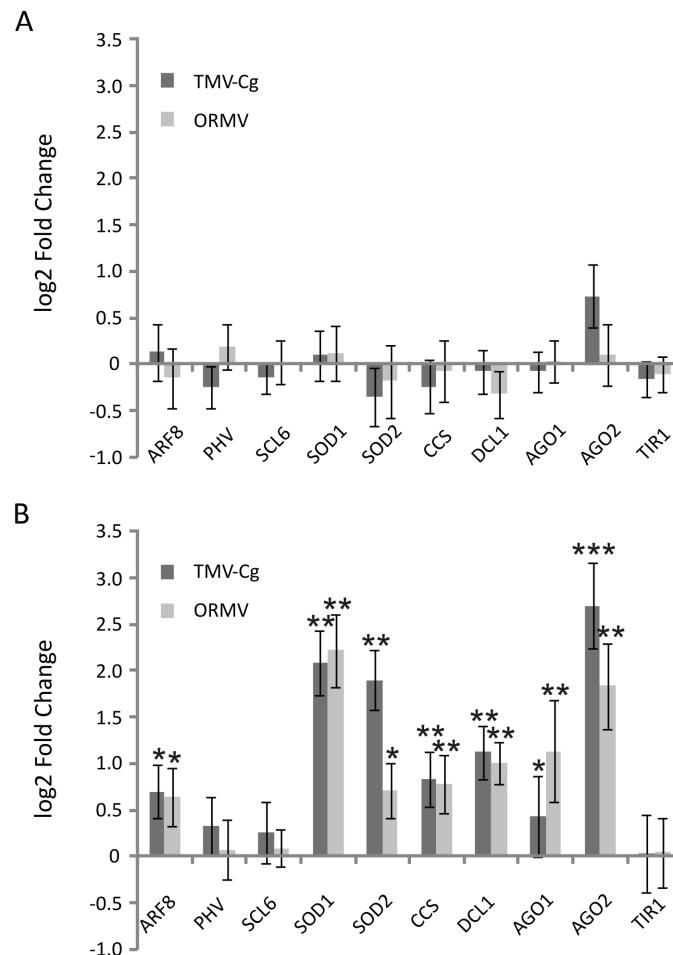 A
3.5
3.0
2.5
2.0
1.5
1.0
0.5
0
-0.5
-1.0
log2 Fold Change
TMV-Cg
ORMV
ARF8 PHV SCL6 SOD1 SOD2 CCS DCL1 AGO1 AGO2 TIR1
B
3.5
3.0
2.5
2.0
1.5
1.0
0.5
0
-0.5
-1.0
log2 Fold Change
TMV-Cg
ORMV
* * ** ** ** * ** ** ** ** * ** *** **
ARF8 PHV SCL6 SOD1 SOD2 CCS DCL1 AGO1 AGO2 TIR1